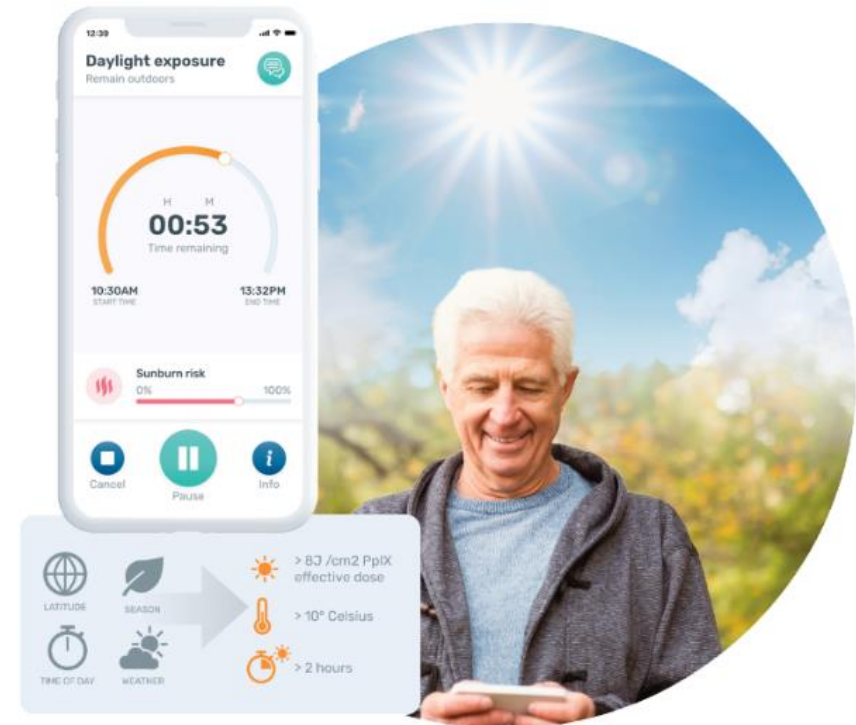 12:39
Daylight exposure
Remain outdoors
H M
00:53
Time remaining
10:30AM
START TIME
13:32PM
END TIME
Sunburn risk
0% 100%
Cancel
Pause
i
Info
LATITUDE
SEASON
TIME OF DAY
WEATHER
> 8J /cm2 PpIX
effective dose
> 10° Celsius
> 2 hours